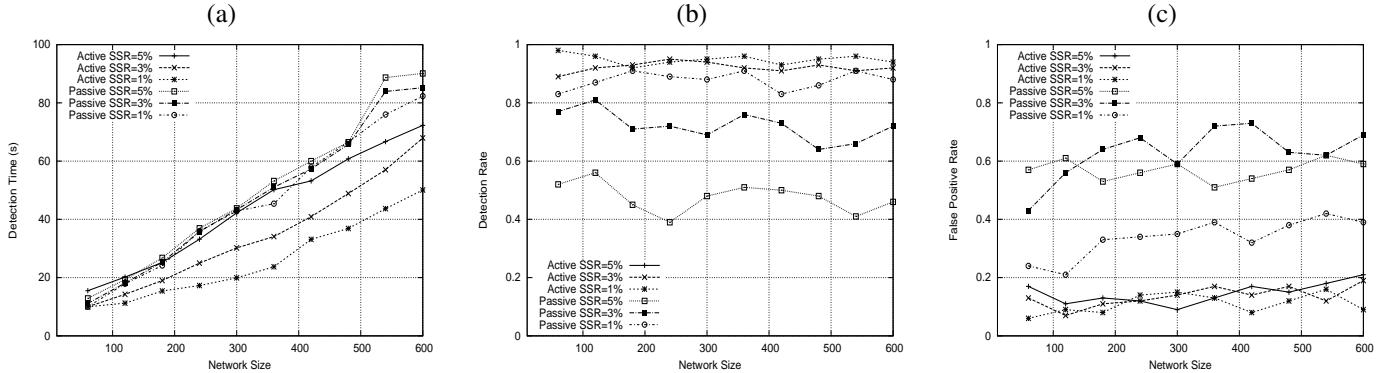 (a)
100
80
60
40
20
0
100 200 300 400 500 600
Detection Time (s)
Network Size
Active SSR=5%
Active SSR=3%
Active SSR=1%
Passive SSR=5%
Passive SSR=3%
Passive SSR=1%
(b)
1
0.8
0.6
0.4
0.2
0
100 200 300 400 500 600
Detection Rate
Network Size
Active SSR=5%
Active SSR=3%
Active SSR=1%
Passive SSR=5%
Passive SSR=3%
Passive SSR=1%
(c)
1
0.8
0.6
0.4
0.2
0
100 200 300 400 500 600
False Positive Rate
Network Size
Active SSR=5%
Active SSR=3%
Active SSR=1%
Passive SSR=5%
Passive SSR=3%
Passive SSR=1%